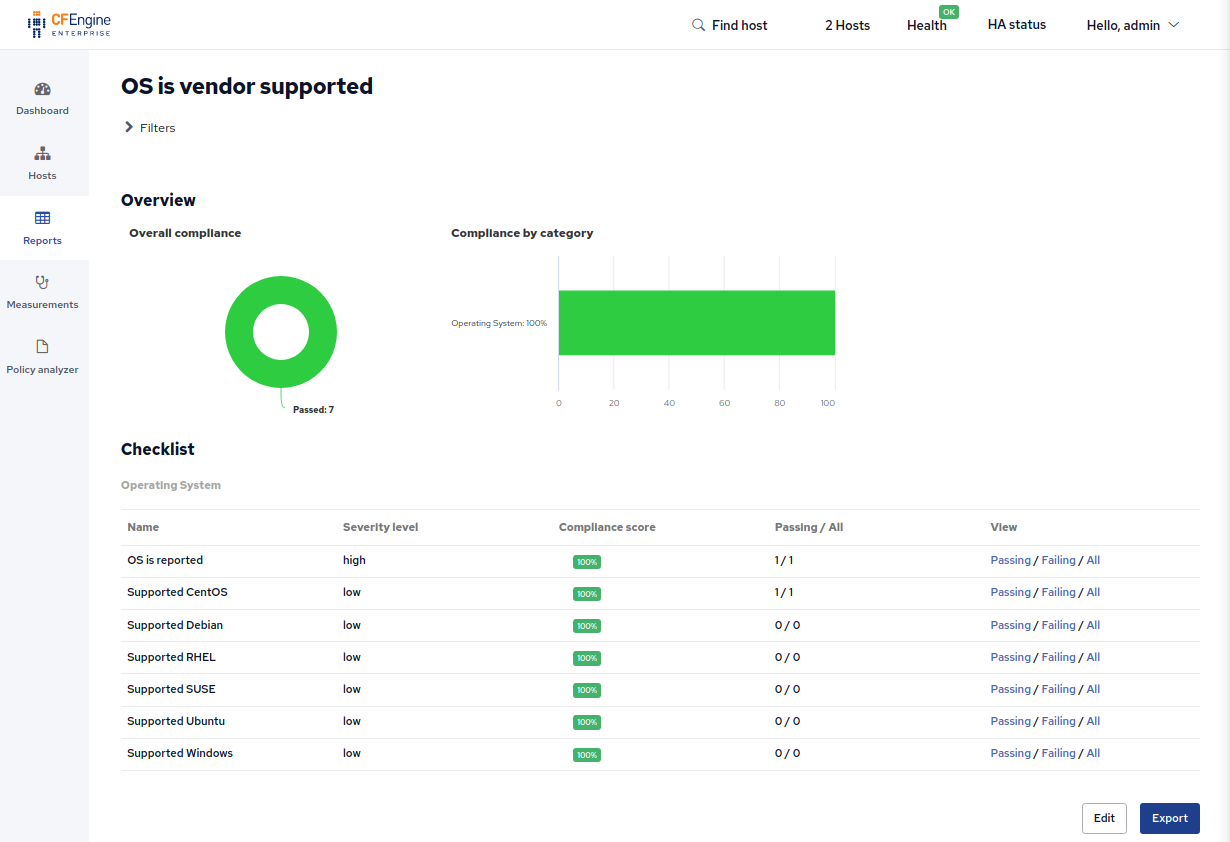 CFEngine
ENTERPRISE
Find host
2 Hosts
Health
OK
HA status
Hello, admin
Dashboard
Hosts
Reports
Measurements
Policy analyzer
OS is vendor supported
Filters
Overview
Overall compliance
Passed: 7
Compliance by category
Operating System: 100%
0 20 40 60 80 100
Checklist
Operating System
Name Severity level Compliance score Passing / All View
OS is reported high 100% 1 / 1 Passing / Failing / All
Supported CentOS low 100% 1 / 1 Passing / Failing / All
Supported Debian low 100% 0 / 0 Passing / Failing / All
Supported RHEL low 100% 0 / 0 Passing / Failing / All
Supported SUSE low 100% 0 / 0 Passing / Failing / All
Supported Ubuntu low 100% 0 / 0 Passing / Failing / All
Supported Windows low 100% 0 / 0 Passing / Failing / All
Edit
Export